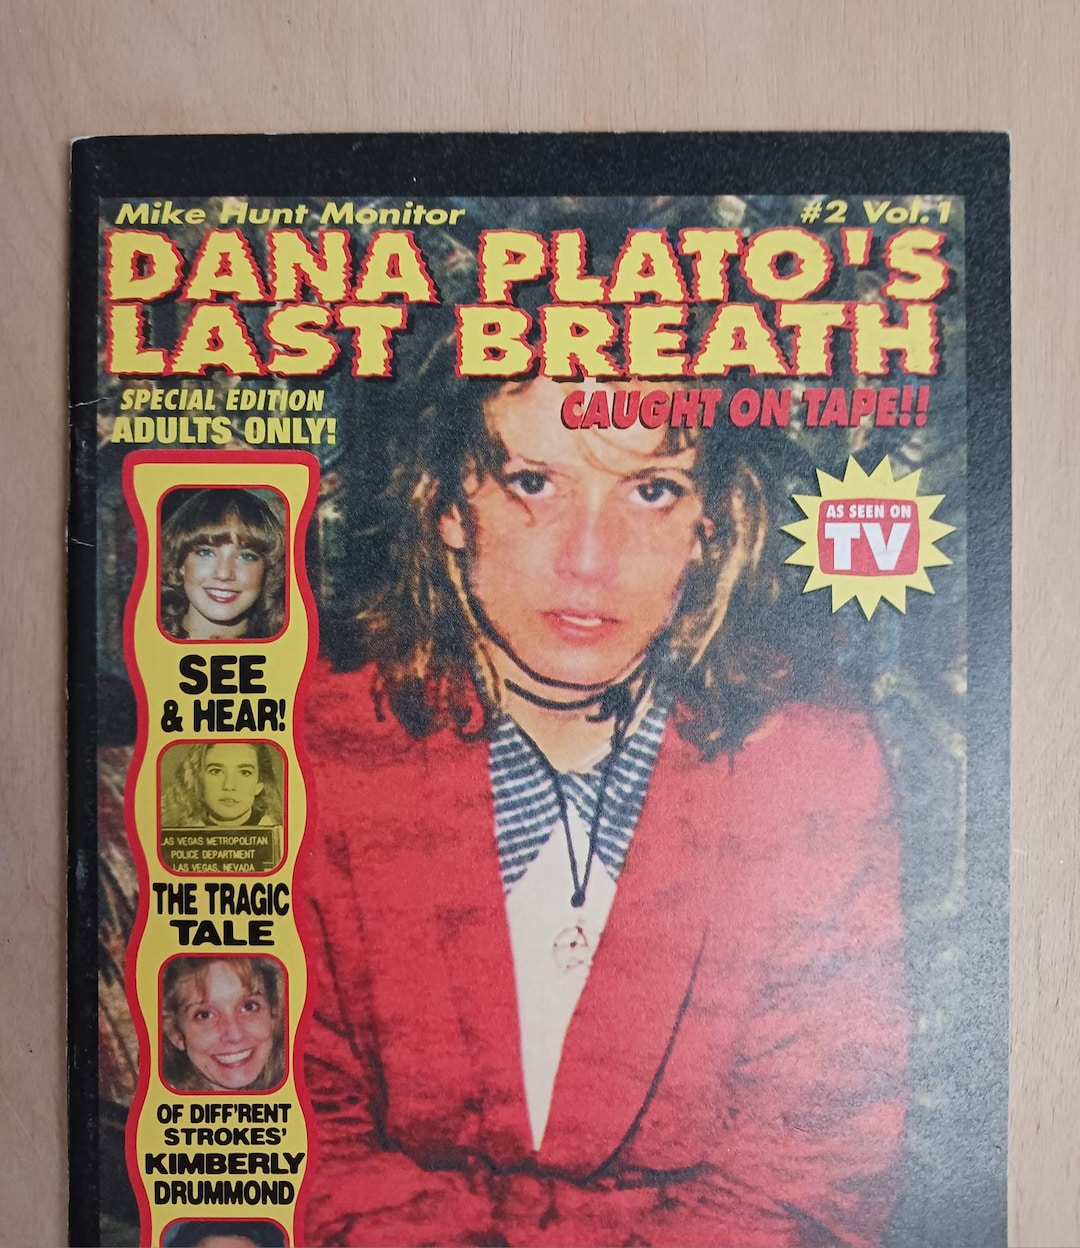 Mike Hunt Monitor
#2 Vol.1
DANA PLATO'S
LAST BREATH
SPECIAL EDITION
ADULTS ONLY!
CAUGHT ON TAPE!!
AS SEEN ON
TV
SEE
& HEAR!
LAS VEGAS METROPOLITAN
POLICE DEPARTMENT
LAS VEGAS, NEVADA
THE TRAGIC
TALE
OF DIFF'RENT
STROKES'
KIMBERLY
DRUMMOND